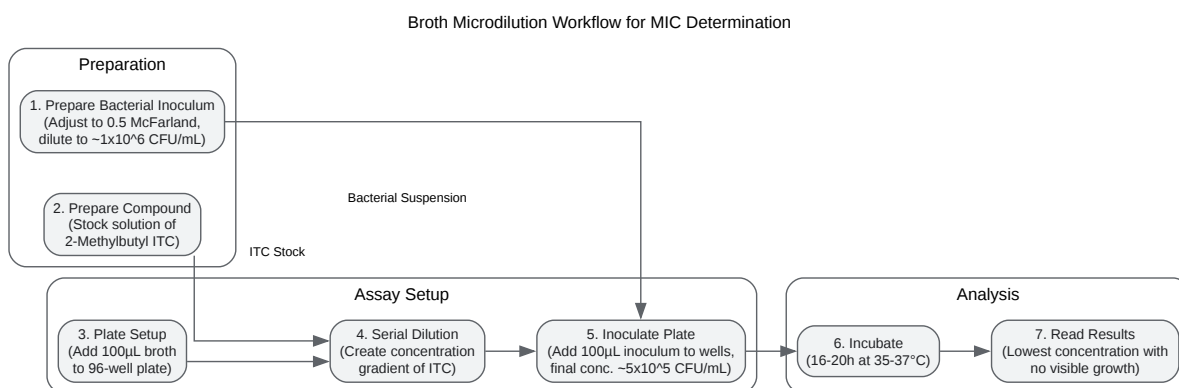 Broth Microdilution Workflow for MIC Determination
Preparation
1. Prepare Bacterial Inoculum
(Adjust to 0.5 McFarland,
dilute to ~1x10^6 CFU/mL)
2. Prepare Compound
(Stock solution of
2-Methylbutyl ITC)
Bacterial Suspension
ITC Stock
Assay Setup
3. Plate Setup
(Add 100µL broth
to 96-well plate)
4. Serial Dilution
(Create concentration
gradient of ITC)
5. Inoculate Plate
(Add 100µL inoculum to wells,
final conc. ~5x10^5 CFU/mL)
Analysis
6. Incubate
(16-20h at 35-37°C)
7. Read Results
(Lowest concentration with
no visible growth)